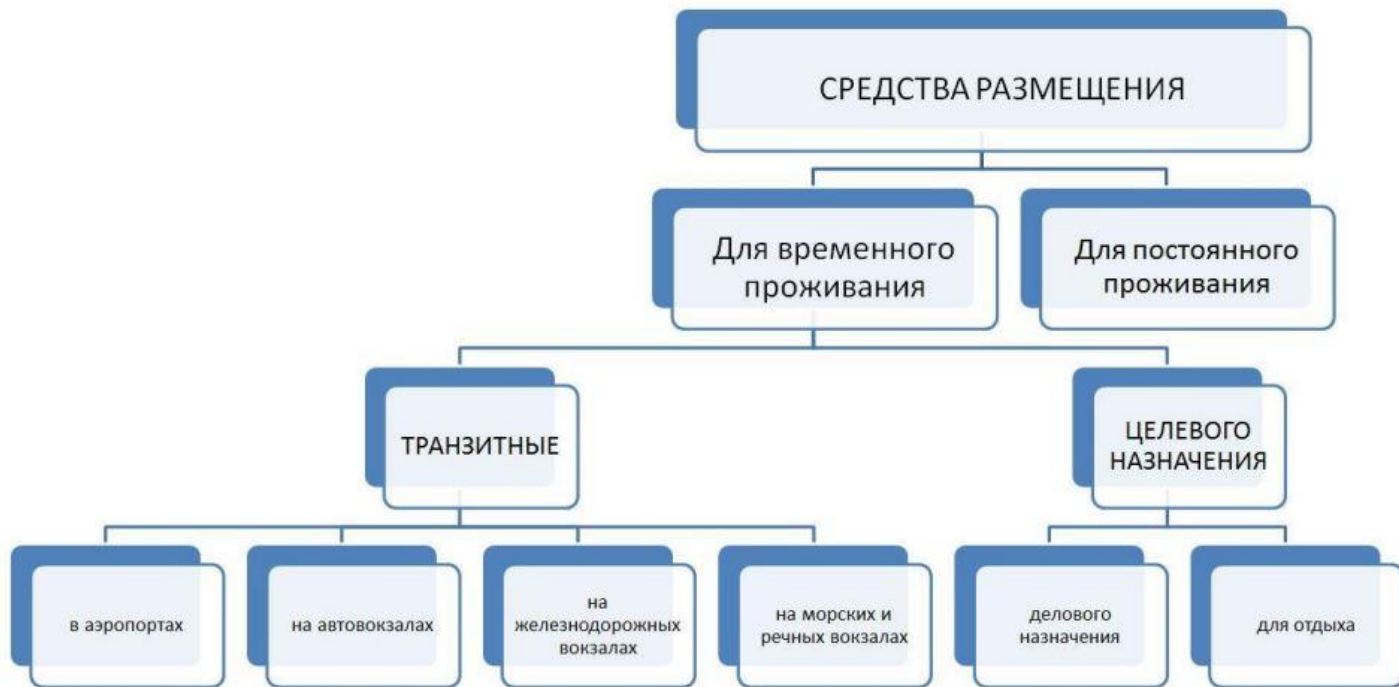 СРЕДСТВА РАЗМЕЩЕНИЯ
Для временного
проживания
Для постоянного
проживания
ТРАНЗИТНЫЕ
ЦЕЛЕВОГО
НАЗНАЧЕНИЯ
в аэропортах
на автовокзалах
на
железнодорожных
вокзалах
на морских и
речных вокзалах
делового
назначения
для отдыха